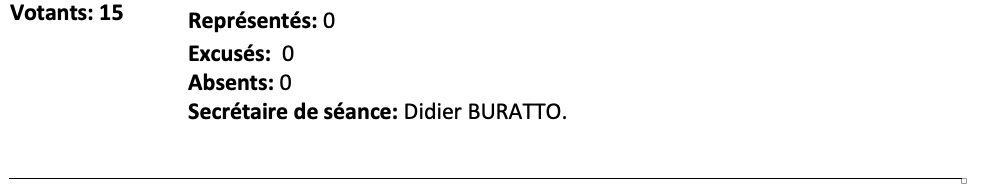 Votants: 15
Représentés: 0
Excusés: 0
Absents: 0
Secrétaire de séance: Didier BURATTO.